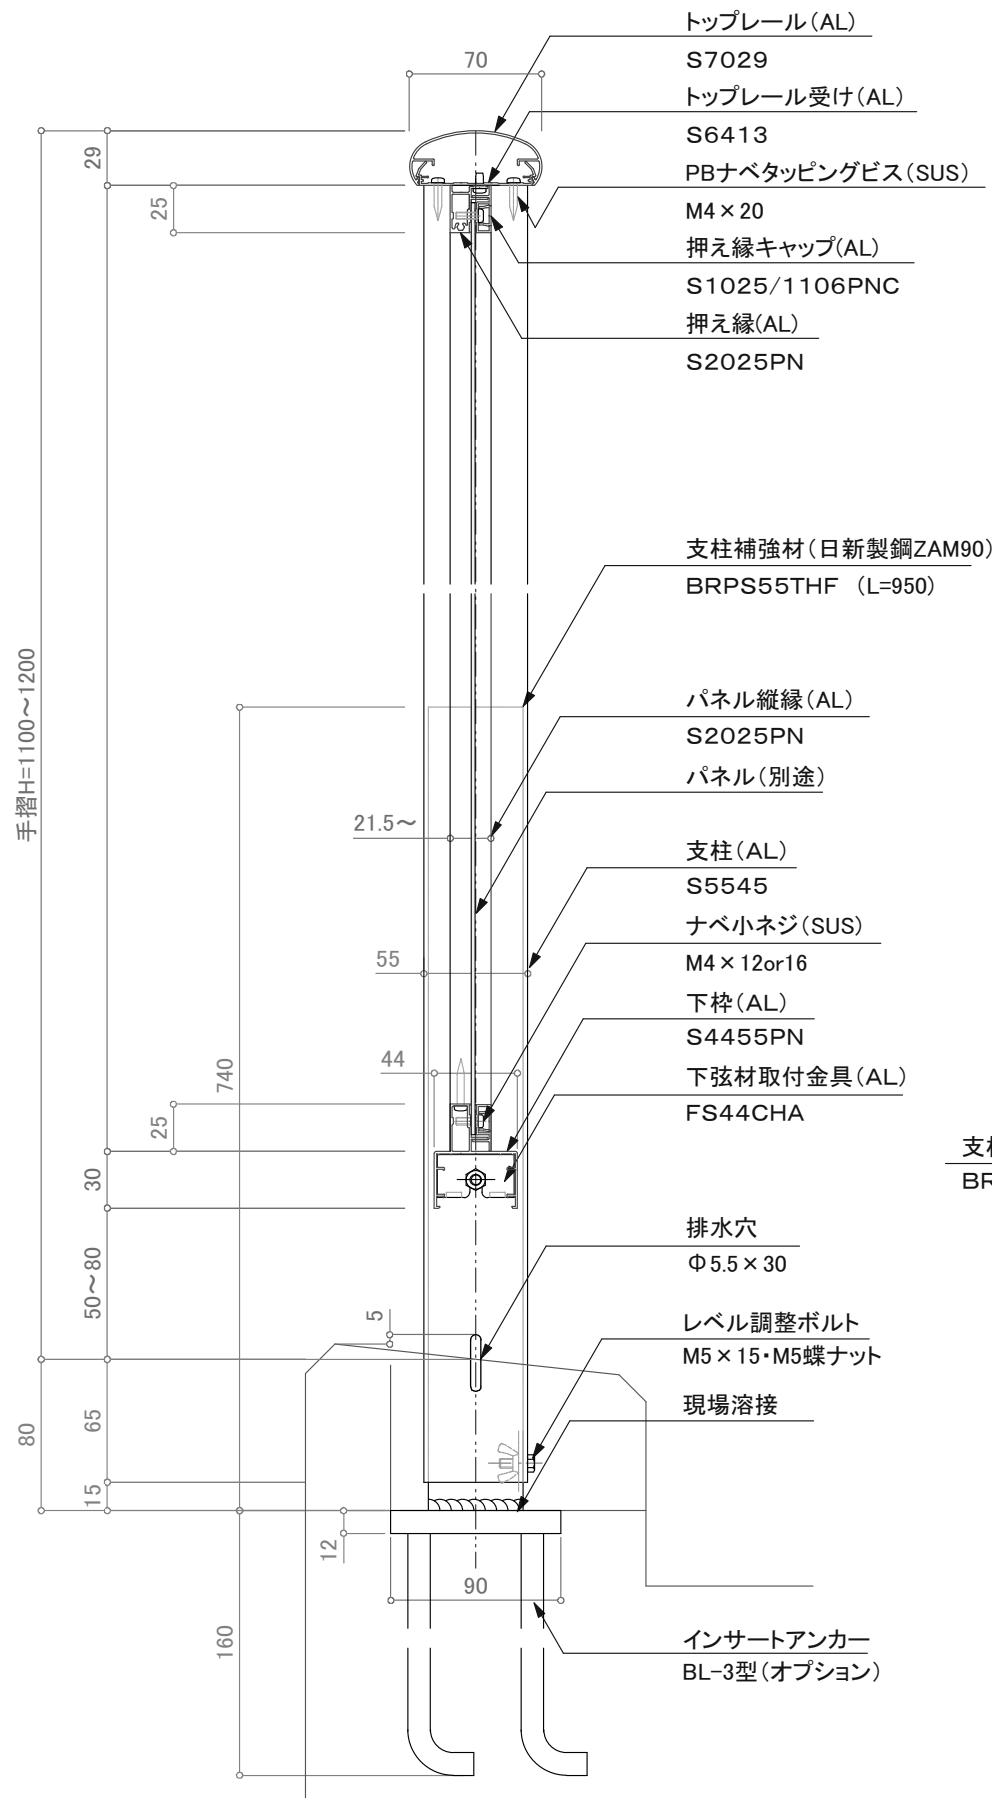 トップレール(AL)
S7029
トップレール受け(AL)
S6413
PBナベタッピングビス(SUS)
M4×20
押え縁キャップ(AL)
S1025/1106PNC
押え縁(AL)
S2025PN
支柱補強材(日新製鋼ZAM90)
BRPS55THF (L=950)
パネル縦縁(AL)
S2025PN
パネル(別途)
支柱(AL)
S5545
ナベ小ネジ(SUS)
M4×12or16
下枠(AL)
S4455PN
下弦材取付金具(AL)
FS44CHA
排水穴
Φ5.5×30
レベル調整ボルト
M5×15・M5蝶ナット
現場溶接
インサートアンカー
BL-3型(オプション)
70
29
25
手摺H=1100~1200
21.5~
55
44
740
25
30
50~80
5
65
80
15
12
90
160